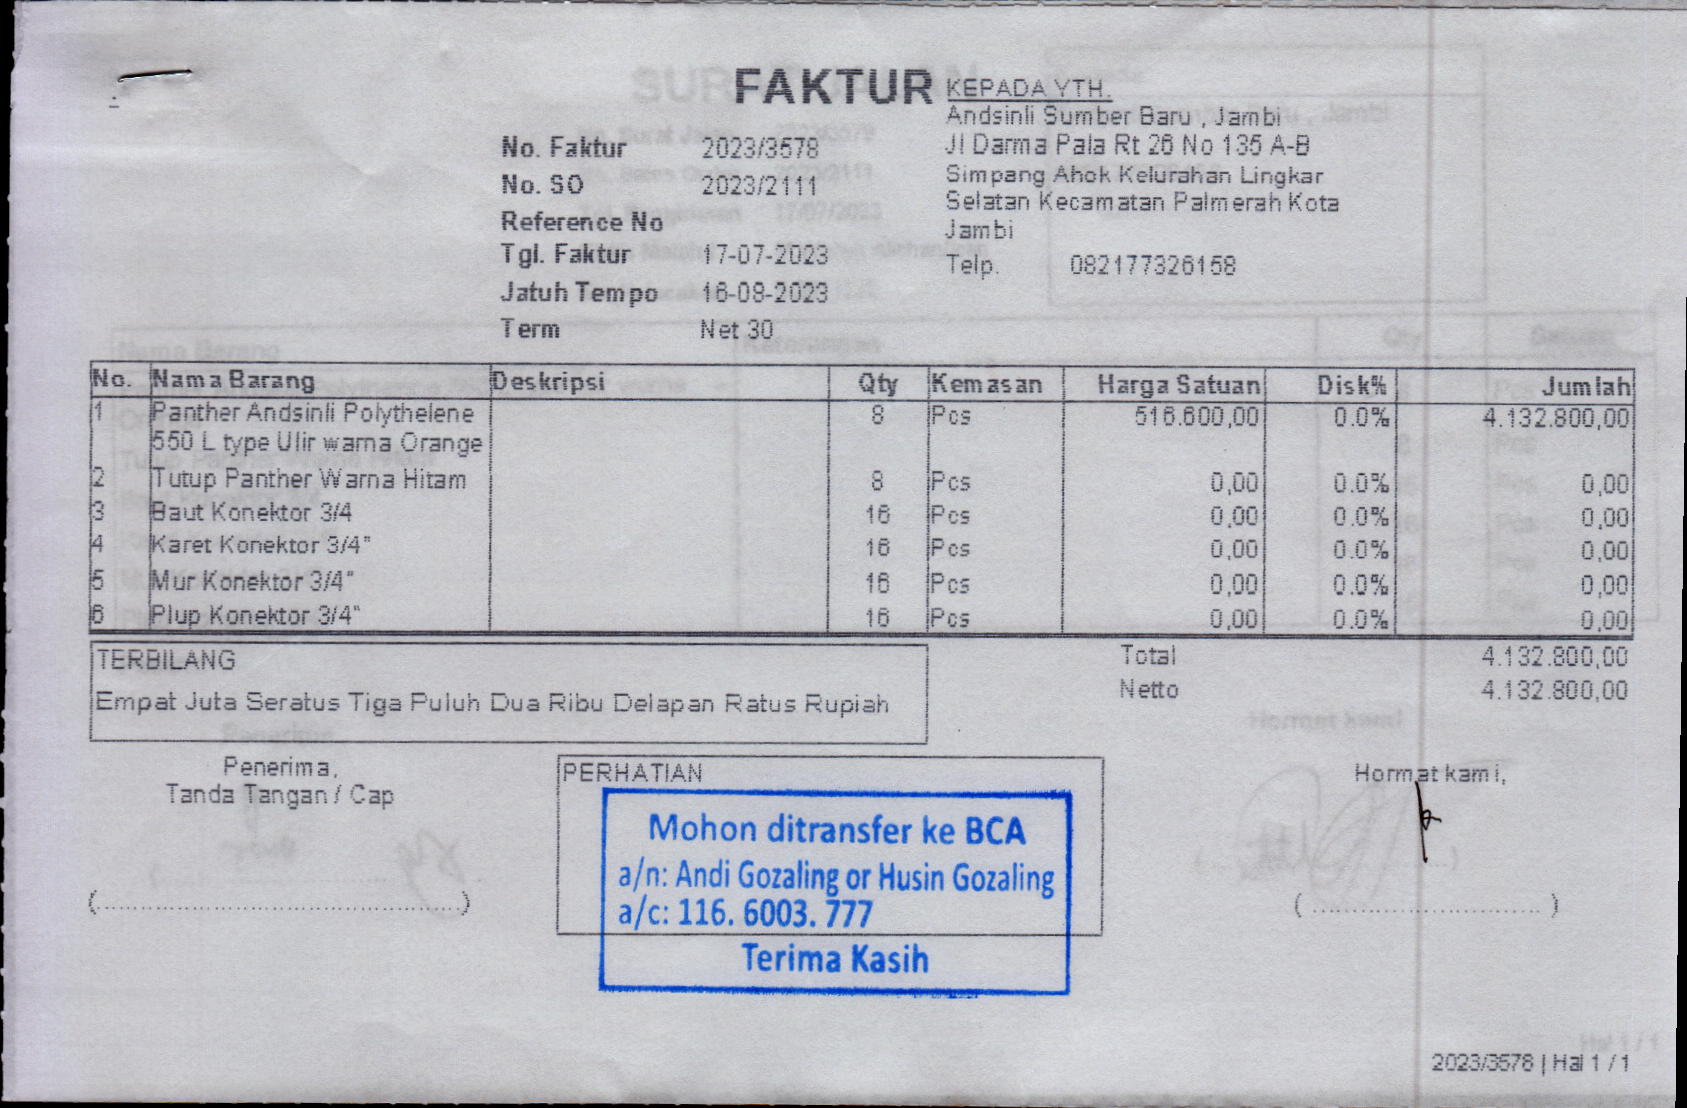 FAKTUR
No. Faktur 2023/3578
No. SO 2023/2111
Reference No
Tgl. Faktur 17-07-2023
Jatuh Tempo 16-08-2023
Term Net 30
KEPADA YTH.
Andsinli Sumber Baru , Jambi
Jl Darma Pala Rt 26 No 135 A-B
Simpang Ahok Kelurahan Lingkar
Selatan Kecamatan Palmerah Kota
Jambi
Telp. 082177326158
No. Nama Barang Deskripsi Qty Kemasan Harga Satuan Disk% Jumlah
1 Panther Andsinli Polythelene 8 Pcs 516.600,00 0.0% 4.132.800,00
550 L type Ulir warna Orange
2 Tutup Panther Warna Hitam 8 Pcs 0,00 0.0% 0,00
3 Baut Konektor 3/4 16 Pcs 0,00 0.0% 0,00
4 Karet Konektor 3/4" 16 Pcs 0,00 0.0% 0,00
5 Mur Konektor 3/4" 16 Pcs 0,00 0.0% 0,00
6 Plup Konektor 3/4" 16 Pcs 0,00 0.0% 0,00
TERBILANG
Empat Juta Seratus Tiga Puluh Dua Ribu Delapan Ratus Rupiah
Total 4.132.800,00
Netto 4.132.800,00
Penerima,
Tanda Tangan / Cap
PERHATIAN
Mohon ditransfer ke BCA
a/n: Andi Gozaling or Husin Gozaling
a/c: 116. 6003. 777
Terima Kasih
Hormat kami,
2023/3578 | Hal 1 / 1